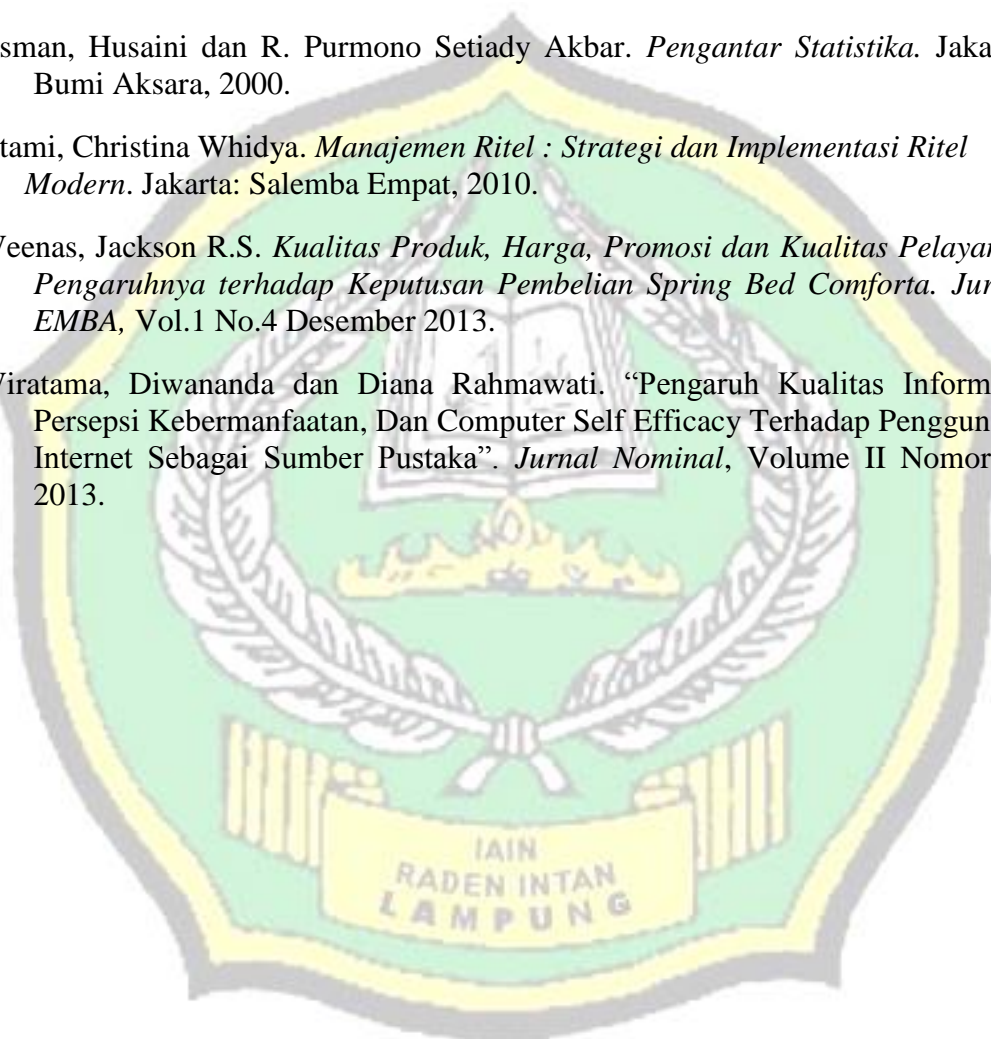 sman, Husaini dan R. Purmono Setiady Akbar. Pengantar Statistika. Jaka
Bumi Aksara, 2000.
tami, Christina Whidya. Manajemen Ritel : Strategi dan Implementasi Ritel
Modern. Jakarta: Salemba Empat, 2010.
eenas, Jackson R.S. Kualitas Produk, Harga, Promosi dan Kualitas Pelayan
Pengaruhnya terhadap Keputusan Pembelian Spring Bed Comforta. Jur
EMBA, Vol.1 No.4 Desember 2013.
iratama, Diwananda dan Diana Rahmawati. “Pengaruh Kualitas Inform
Persepsi Kebermanfaatan, Dan Computer Self Efficacy Terhadap Penggun
Internet Sebagai Sumber Pustaka”. Jurnal Nominal, Volume II Nomor
2013.
IAIN
RADEN INTAN
LAMPUNG